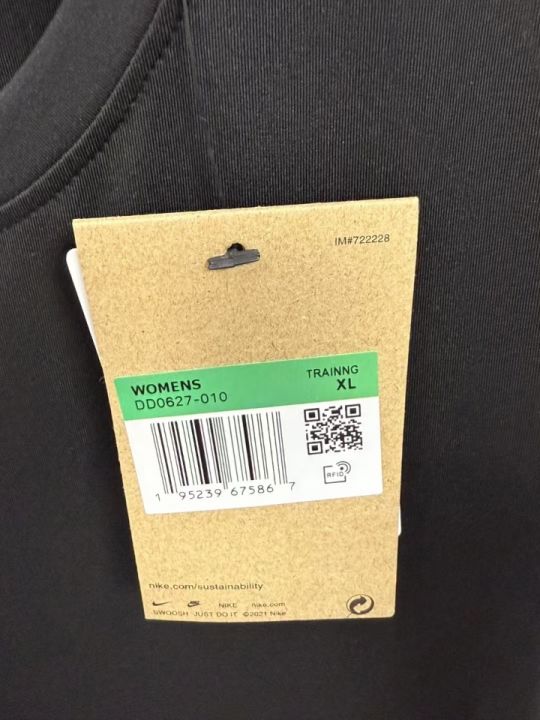 IM#722228
WOMENS
DD0627-010
TRAINNG
XL
1 95239 67586 7
RFID
nike.com/sustainability
NIKE nike.com
SWOOSH JUST DO IT ©2021 Nike